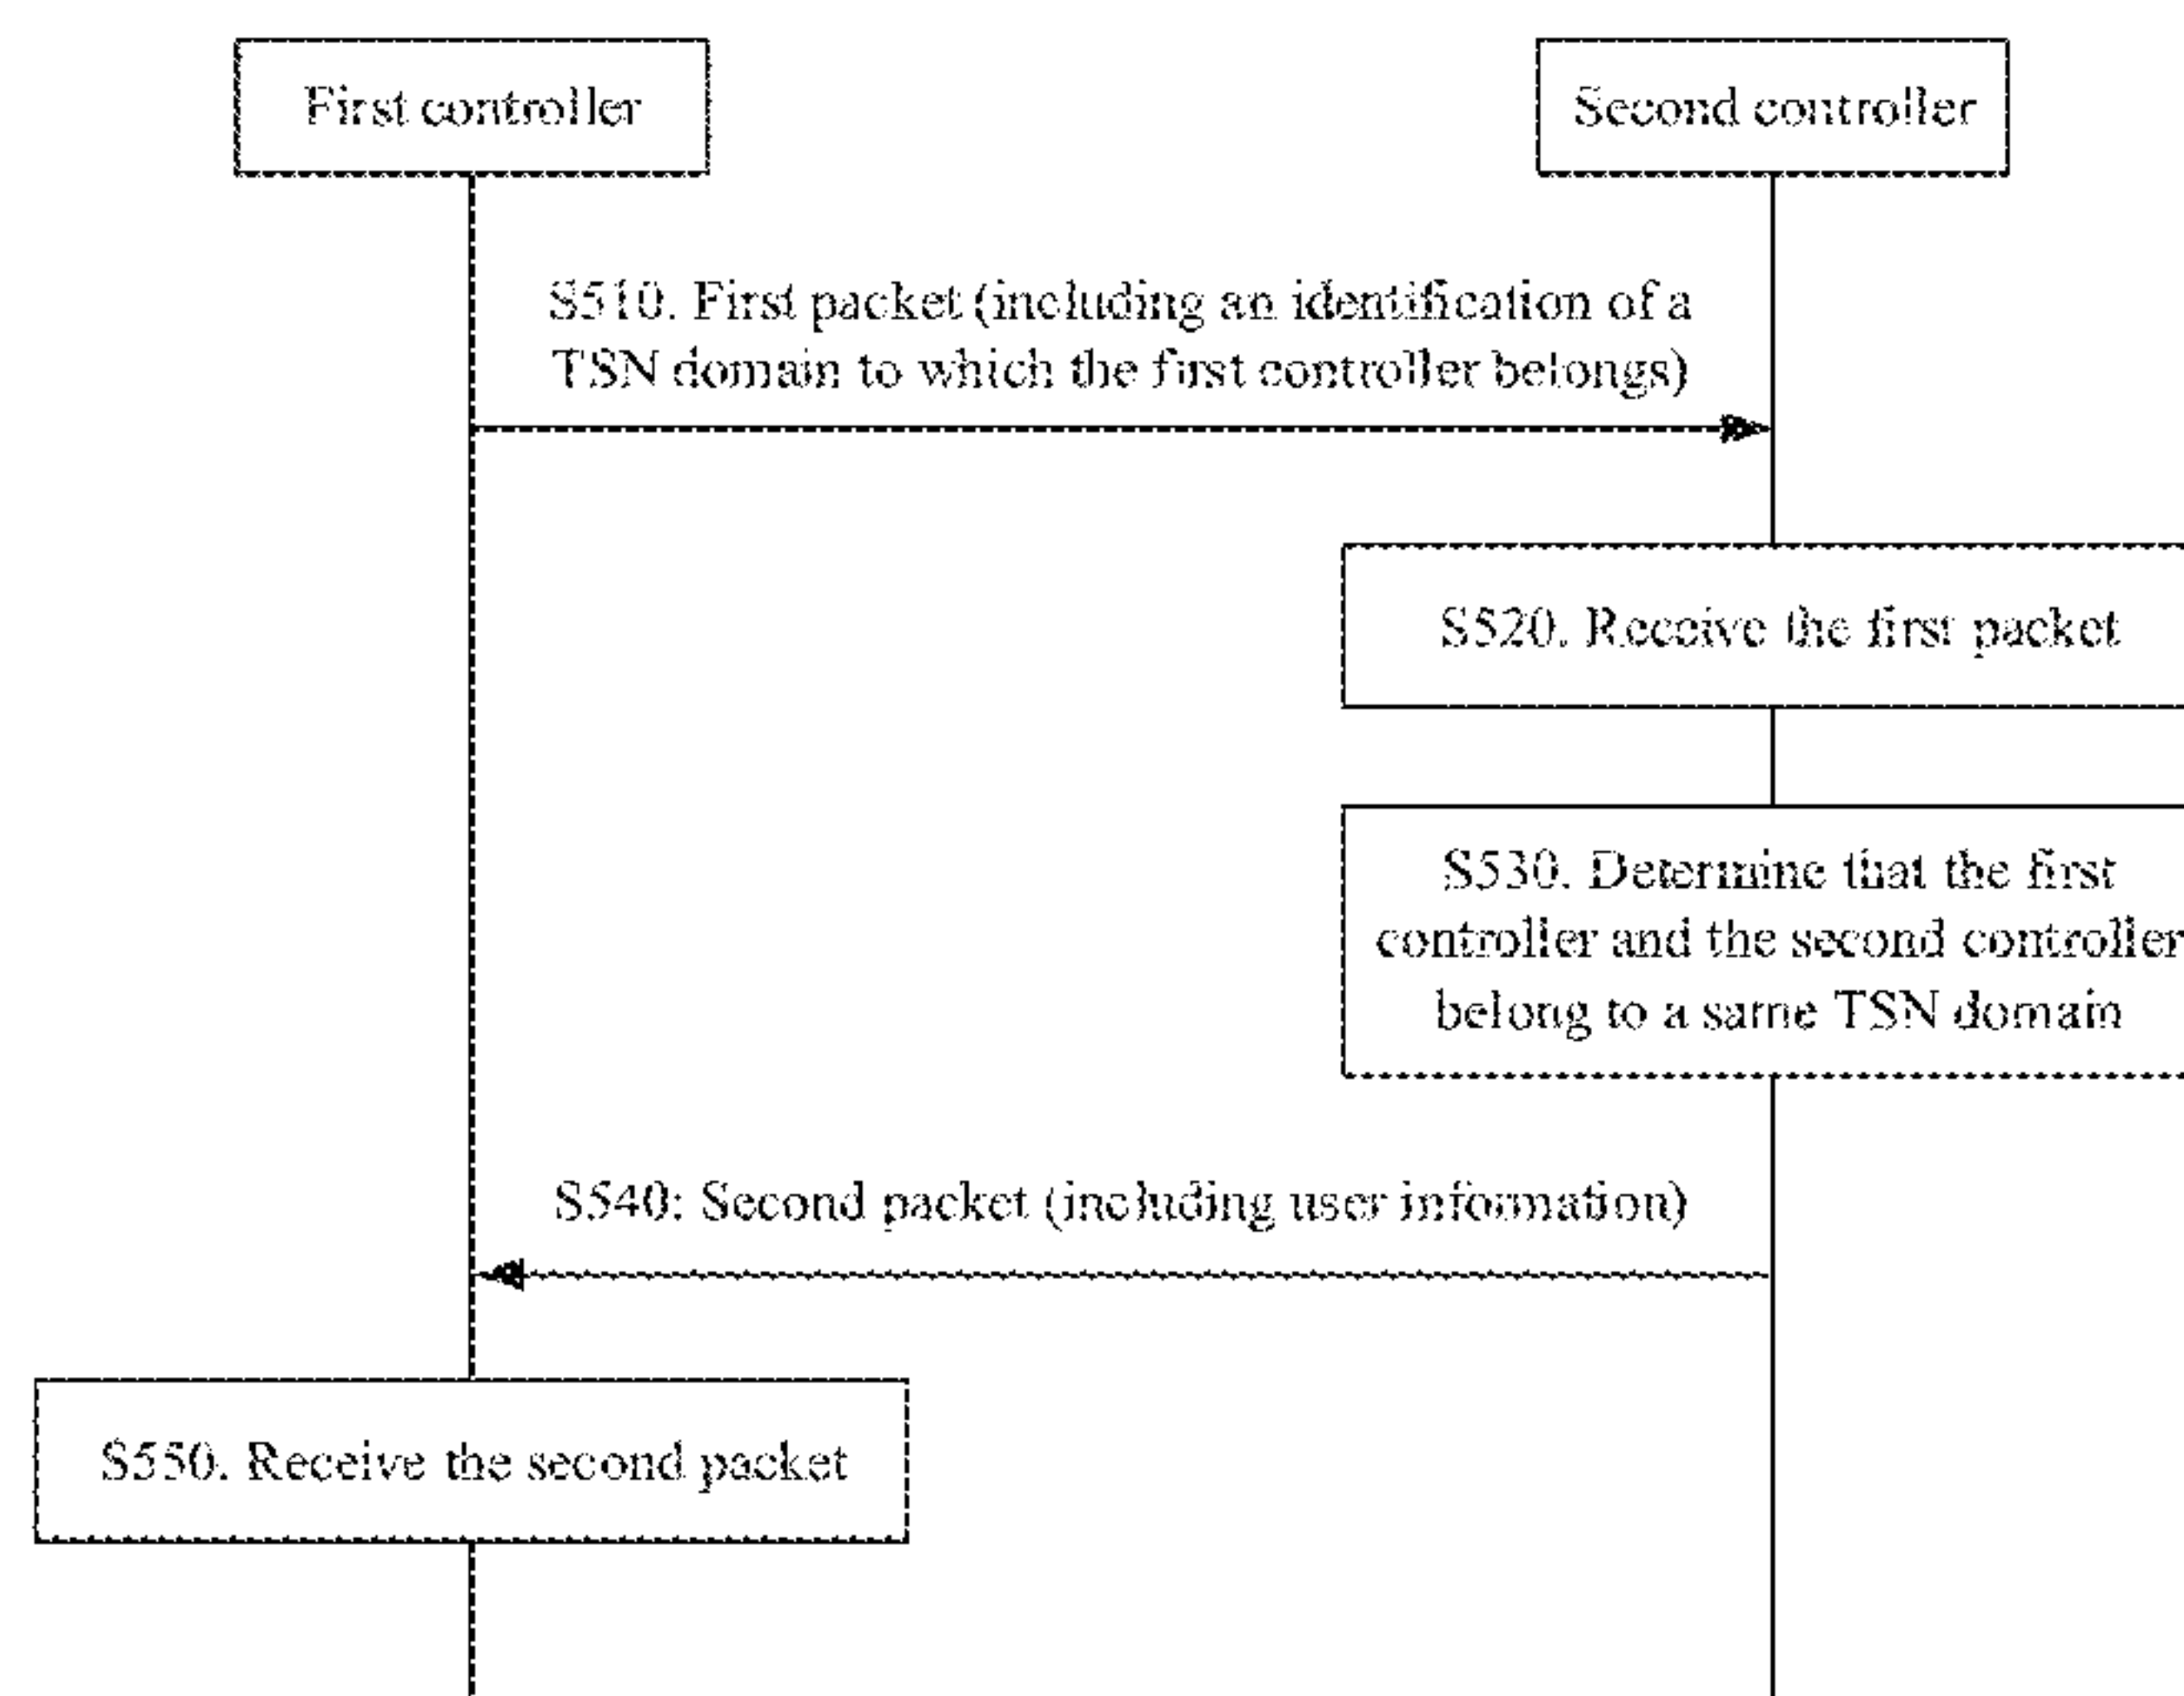 First controller
Second controller
S510. First packet (including an identification of a
TSN domain to which the first controller belongs)
S520. Receive the first packet
S530. Determine that the first
controller and the second controller
belong to a same TSN domain
S540: Second packet (including user information)
S550. Receive the second packet